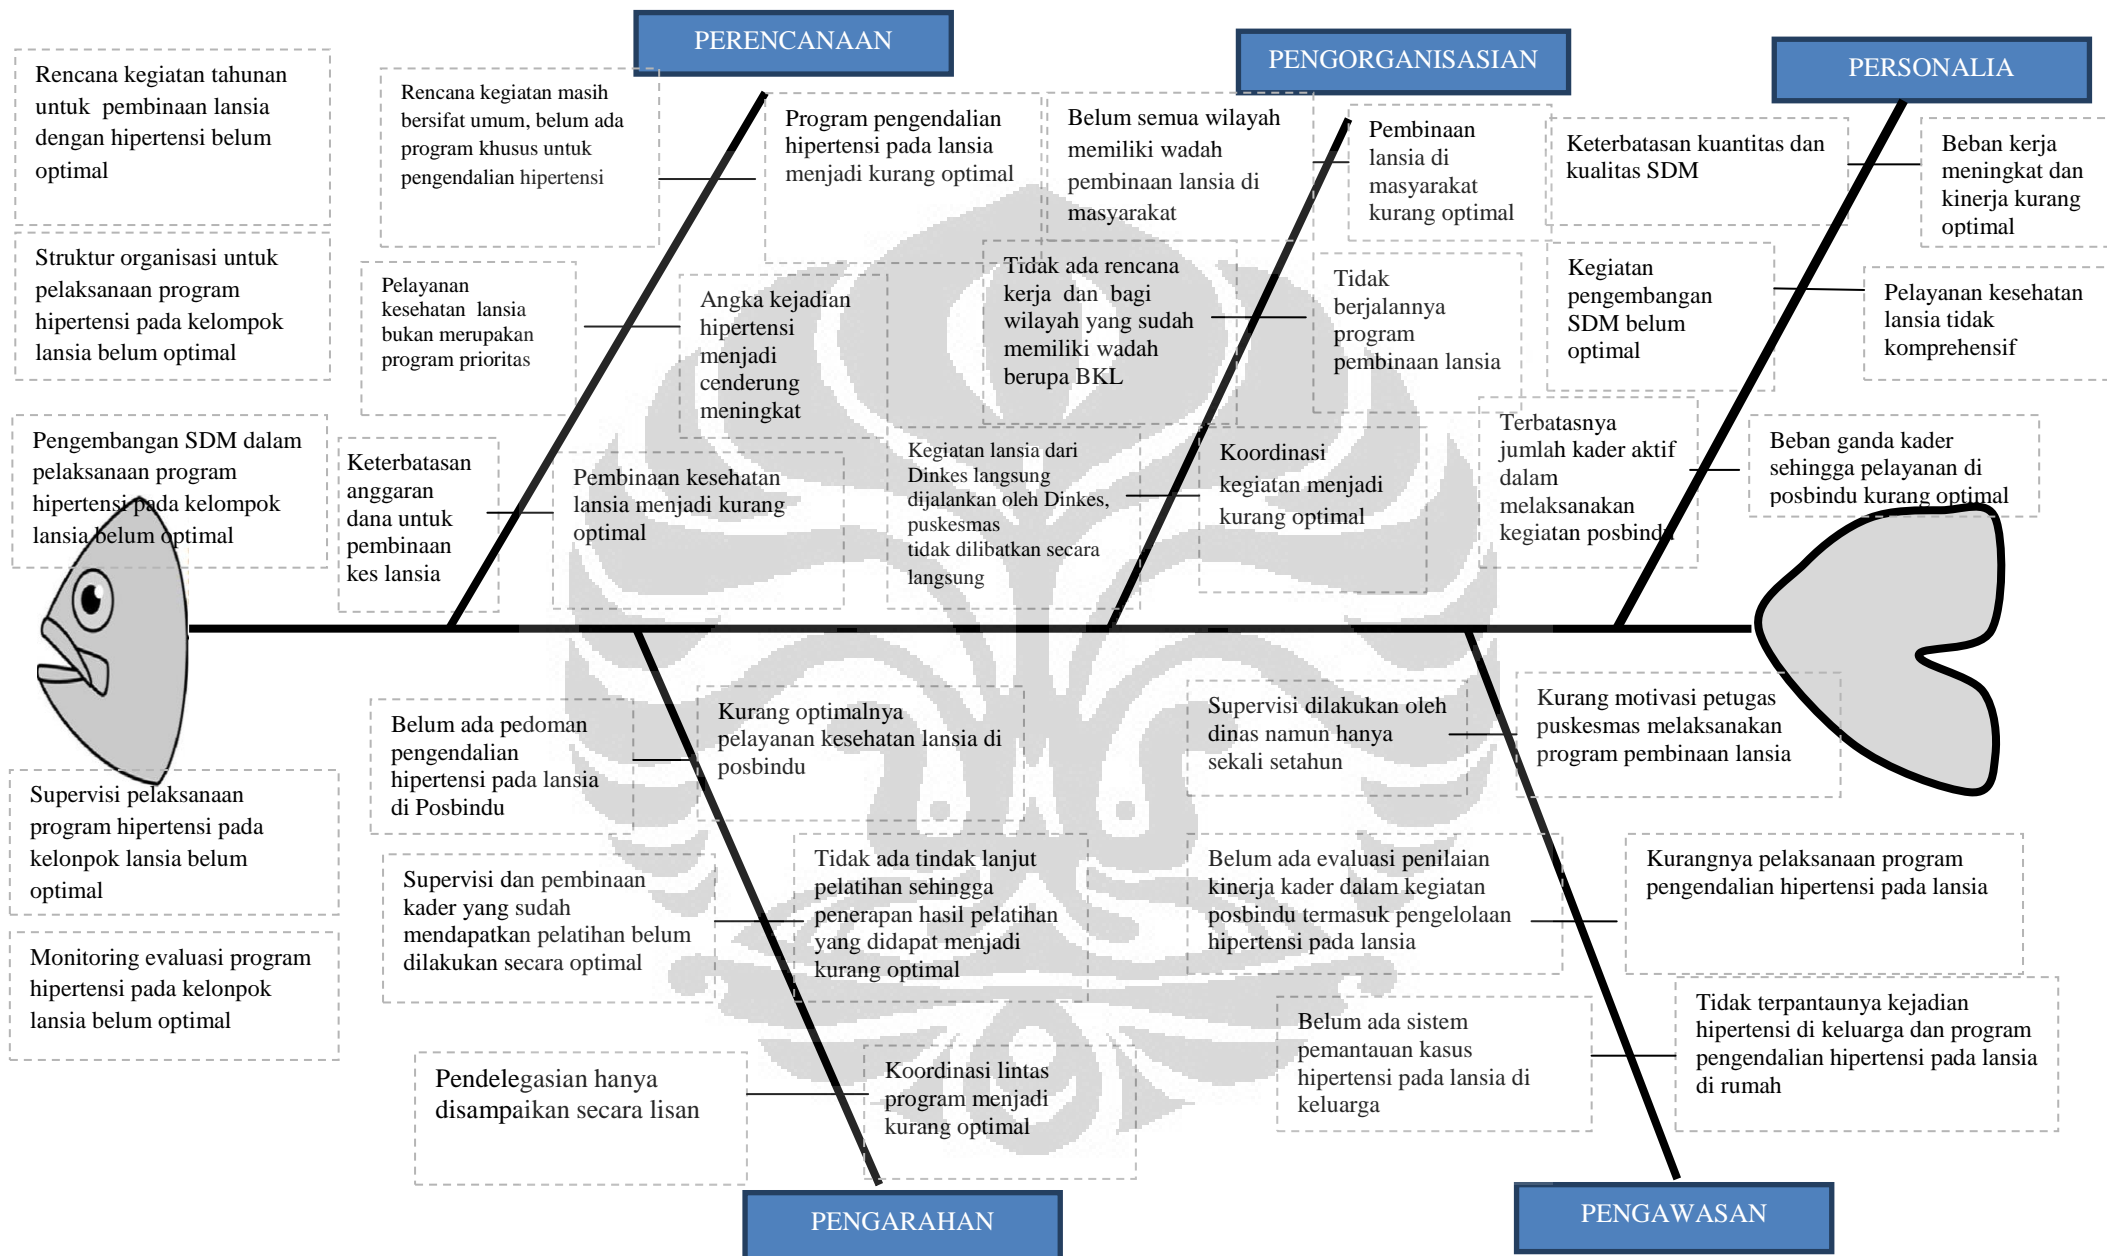 PERENCANAAN
PENGORGANISASIAN
PERSONALIA
Rencana kegiatan tahunan
untuk pembinaan lansia
dengan hipertensi belum
optimal
Struktur organisasi untuk
pelaksanaan program
hipertensi pada kelompok
lansia belum optimal
Pengembangan SDM dalam
pelaksanaan program
hipertensi pada kelompok
lansia belum optimal
Rencana kegiatan masih
bersifat umum, belum ada
program khusus untuk
pengendalian hipertensi
Program pengendalian
hipertensi pada lansia
menjadi kurang optimal
Pelayanan
kesehatan lansia
bukan merupakan
program prioritas
Angka kejadian
hipertensi
menjadi
cenderung
meningkat
Keterbatasan
anggaran
dana untuk
pembinaan
kes lansia
Pembinaan kesehatan
lansia menjadi kurang
optimal
Belum semua wilayah
memiliki wadah
pembinaan lansia di
masyarakat
Pembinaan
lansia di
masyarakat
kurang optimal
Tidak ada rencana
kerja dan bagi
wilayah yang sudah
memiliki wadah
berupa BKL
Tidak
berjalannya
program
pembinaan lansia
Kegiatan lansia dari
Dinkes langsung
dijalankan oleh Dinkes,
puskesmas
tidak dilibatkan secara
langsung
Koordinasi
kegiatan menjadi
kurang optimal
Keterbatasan kuantitas dan
kualitas SDM
Beban kerja
meningkat dan
kinerja kurang
optimal
Kegiatan
pengembangan
SDM belum
optimal
Pelayanan kesehatan
lansia tidak
komprehensif
Terbatasnya
jumlah kader aktif
dalam
melaksanakan
kegiatan posbindu
Beban ganda kader
sehingga pelayanan di
posbindu kurang optimal
Supervisi pelaksanaan
program hipertensi pada
kelonpok lansia belum
optimal
Monitoring evaluasi program
hipertensi pada kelonpok
lansia belum optimal
Belum ada pedoman
pengendalian
hipertensi pada lansia
di Posbindu
Kurang optimalnya
pelayanan kesehatan lansia di
posbindu
Supervisi dan pembinaan
kader yang sudah
mendapatkan pelatihan belum
dilakukan secara optimal
Tidak ada tindak lanjut
pelatihan sehingga
penerapan hasil pelatihan
yang didapat menjadi
kurang optimal
Pendelegasian hanya
disampaikan secara lisan
Koordinasi lintas
program menjadi
kurang optimal
Supervisi dilakukan oleh
dinas namun hanya
sekali setahun
Kurang motivasi petugas
puskesmas melaksanakan
program pembinaan lansia
Belum ada evaluasi penilaian
kinerja kader dalam kegiatan
posbindu termasuk pengelolaan
hipertensi pada lansia
Kurangnya pelaksanaan program
pengendalian hipertensi pada lansia
Belum ada sistem
pemantauan kasus
hipertensi pada lansia di
keluarga
Tidak terpantaunya kejadian
hipertensi di keluarga dan program
pengendalian hipertensi pada lansia
di rumah
PENGARAHAN
PENGAWASAN